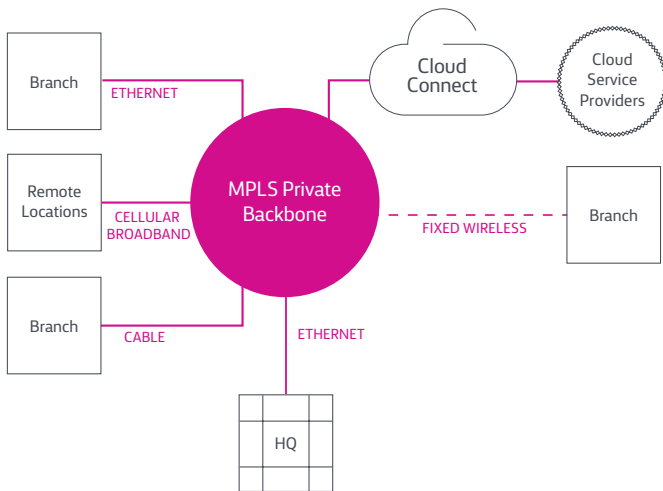 Branch
ETHERNET
Cloud
Connect
Cloud
Service
Providers
Remote
Locations
CELLULAR
BROADBAND
MPLS Private
Backbone
FIXED WIRELESS
Branch
Branch
CABLE
ETHERNET
HQ